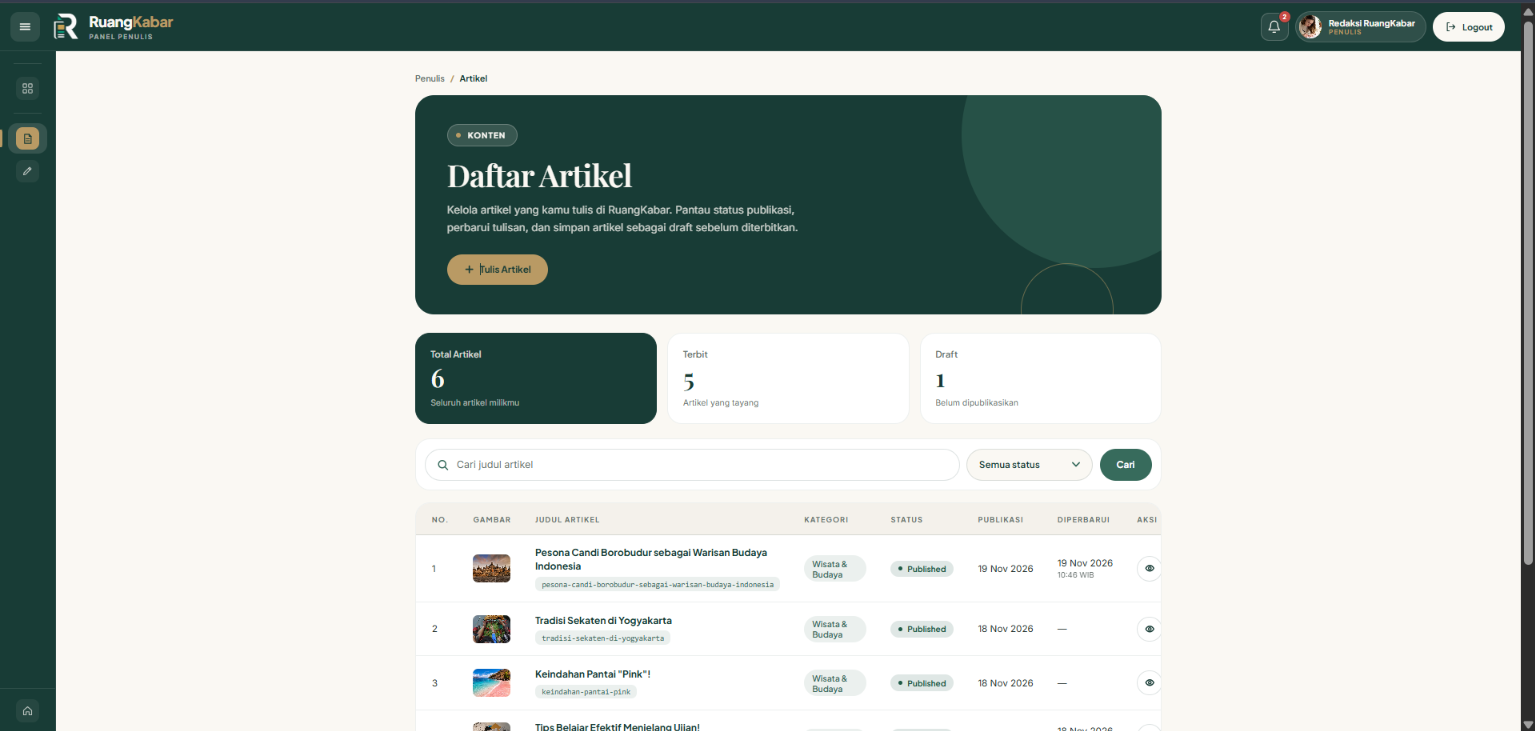 RuangKabar
PANEL PENULIS
2
Redaksi RuangKabar
PENULIS
Logout
Penulis / Artikel
KONTEN
Daftar Artikel
Kelola artikel yang kamu tulis di RuangKabar. Pantau status publikasi,
perbarui tulisan, dan simpan artikel sebagai draft sebelum diterbitkan.
+ Tulis Artikel
Total Artikel
6
Seluruh artikel milikmu
Terbit
5
Artikel yang tayang
Draft
1
Belum dipublikasikan
Cari judul artikel
Semua status
Cari
NO. GAMBAR JUDUL ARTIKEL KATEGORI STATUS PUBLIKASI DIPERBARUI AKSI
1
Pesona Candi Borobudur sebagai Warisan Budaya
Indonesia
pesona-candi-borobudur-sebagai-warisan-budaya-indonesia
Wisata &
Budaya
Published
19 Nov 2026
19 Nov 2026
10:46 WIB
2
Tradisi Sekaten di Yogyakarta
tradisi-sekaten-di-yogyakarta
Wisata &
Budaya
Published
18 Nov 2026
—
3
Keindahan Pantai "Pink"!
keindahan-pantai-pink
Wisata &
Budaya
Published
18 Nov 2026
—
Tips Belajar Efektif Menjelang Ujian!
18 Nov 2026